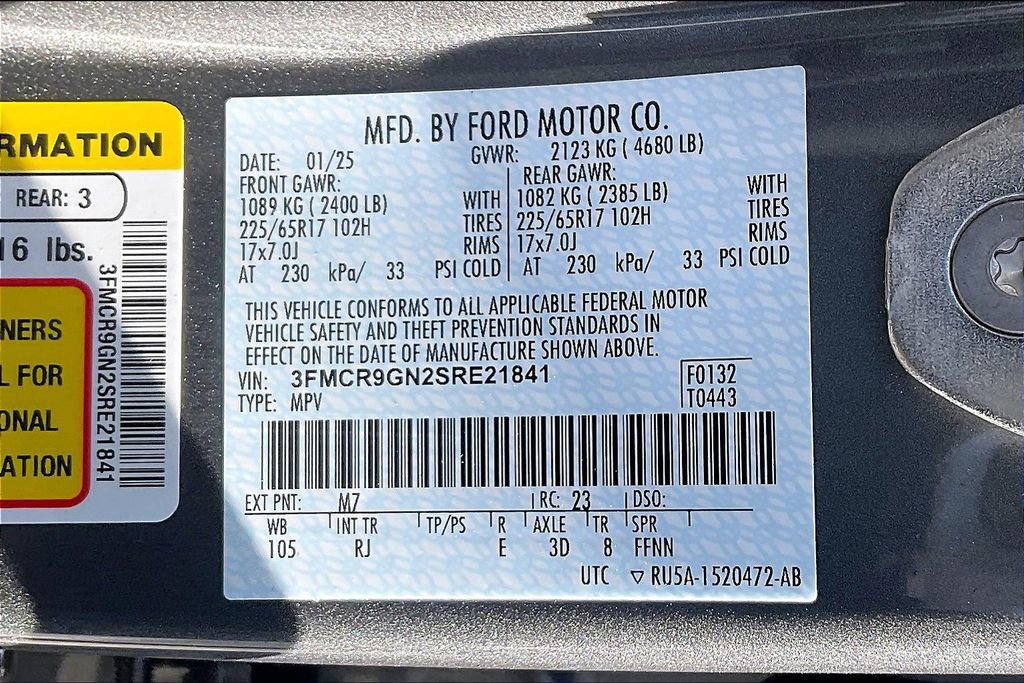 RMATION
REAR: 3
16 lbs.
NERS
L FOR
ONAL
ATION
3FMCR9GN2SRE21841
MFD. BY FORD MOTOR CO.
DATE: 01/25 GVWR: 2123 KG ( 4680 LB)
FRONT GAWR: REAR GAWR:
1089 KG ( 2400 LB) WITH 1082 KG ( 2385 LB) WITH
225/65R17 102H TIRES 225/65R17 102H TIRES
17x7.0J RIMS 17x7.0J RIMS
AT 230 kPa/ 33 PSI COLD AT 230 kPa/ 33 PSI COLD
THIS VEHICLE CONFORMS TO ALL APPLICABLE FEDERAL MOTOR
VEHICLE SAFETY AND THEFT PREVENTION STANDARDS IN
EFFECT ON THE DATE OF MANUFACTURE SHOWN ABOVE.
VIN: 3FMCR9GN2SRE21841 F0132
TYPE: MPV T0443
EXT PNT: M7 RC: 23 DSO:
WB INT TR TP/PS R AXLE TR SPR
105 RJ E 3D 8 FFNN
UTC ▽ RU5A-1520472-AB